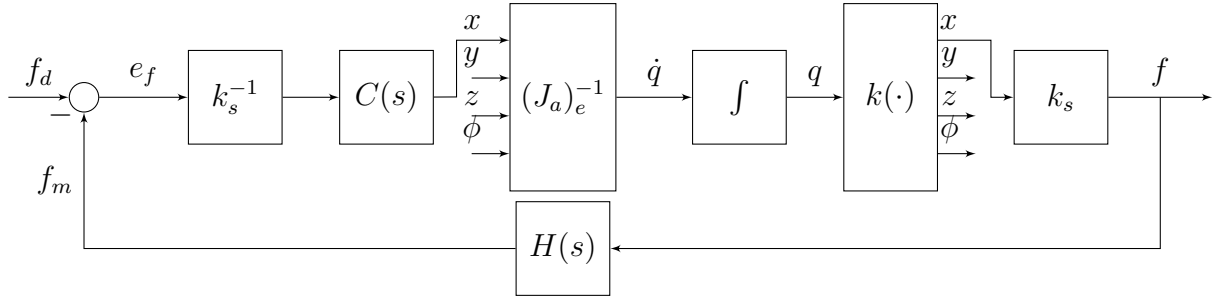 f_d
−
e_f
k_s^{-1}
C(s)
x
y
z
ϕ
(J_a)_e^{-1}
q̇
∫
q
k(·)
x
y
z
ϕ
k_s
f
f_m
H(s)